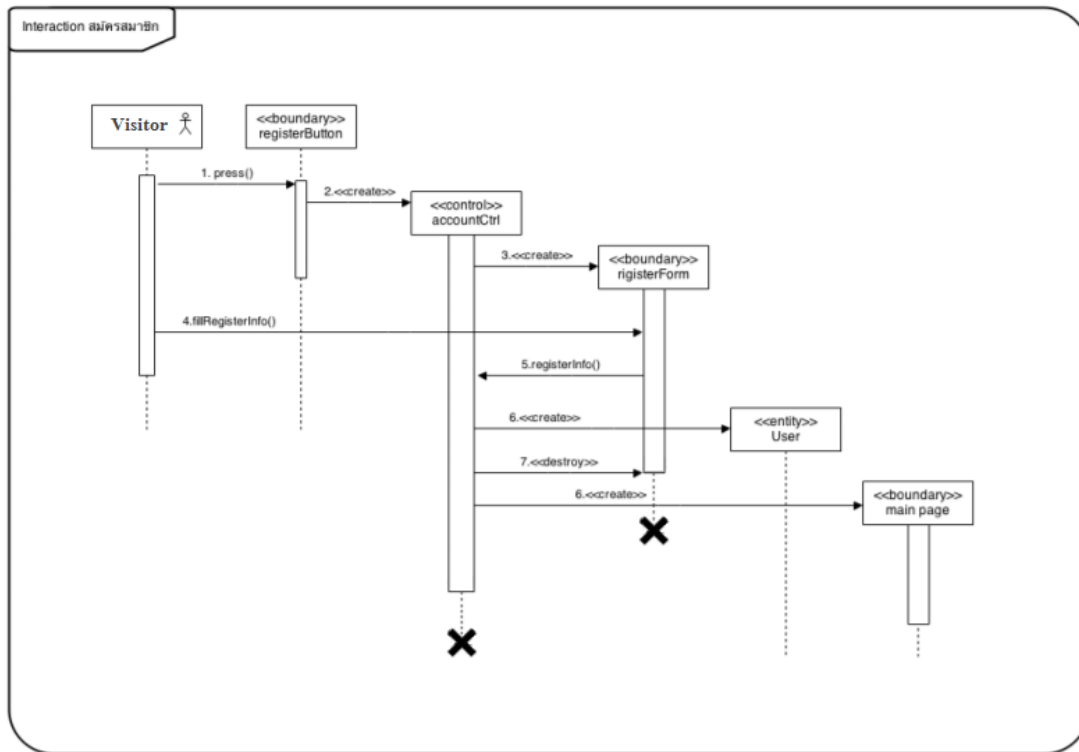 Interaction สมัครสมาชิก
Visitor
<<boundary>>
registerButton
1. press()
2.<<create>>
<<control>>
accountCtrl
3.<<create>>
<<boundary>>
rigisterForm
4.fillRegisterInfo()
5.registerInfo()
6.<<create>>
<<entity>>
User
7.<<destroy>>
6.<<create>>
<<boundary>>
main page